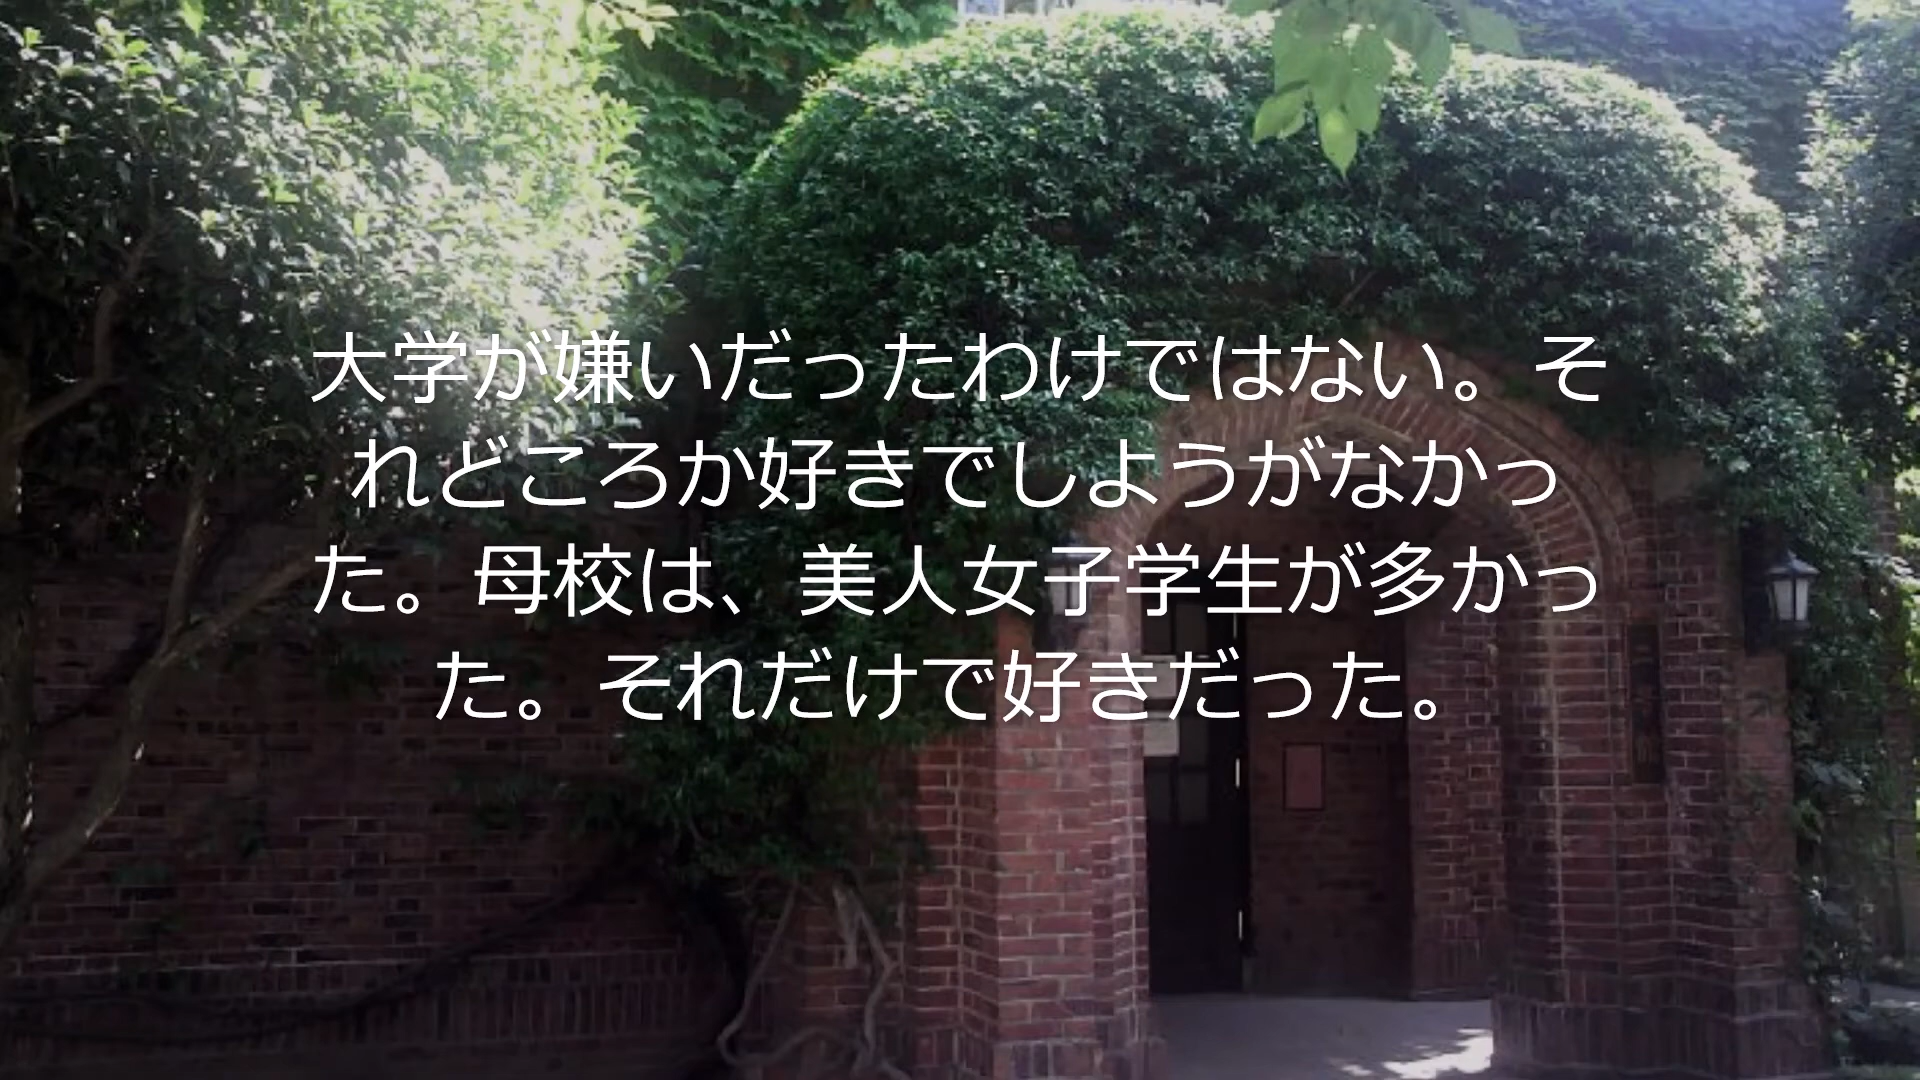 大学が嫌いだったわけではない。そ
れどころか好きでしようがなかっ
た。母校は、美人女子学生が多かっ
た。それだけで好きだった。